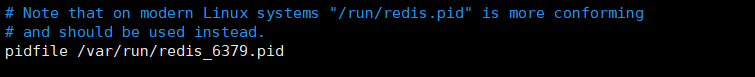 # Note that on modern Linux systems "/run/redis.pid" is more conforming
# and should be used instead.
pidfile /var/run/redis_6379.pid